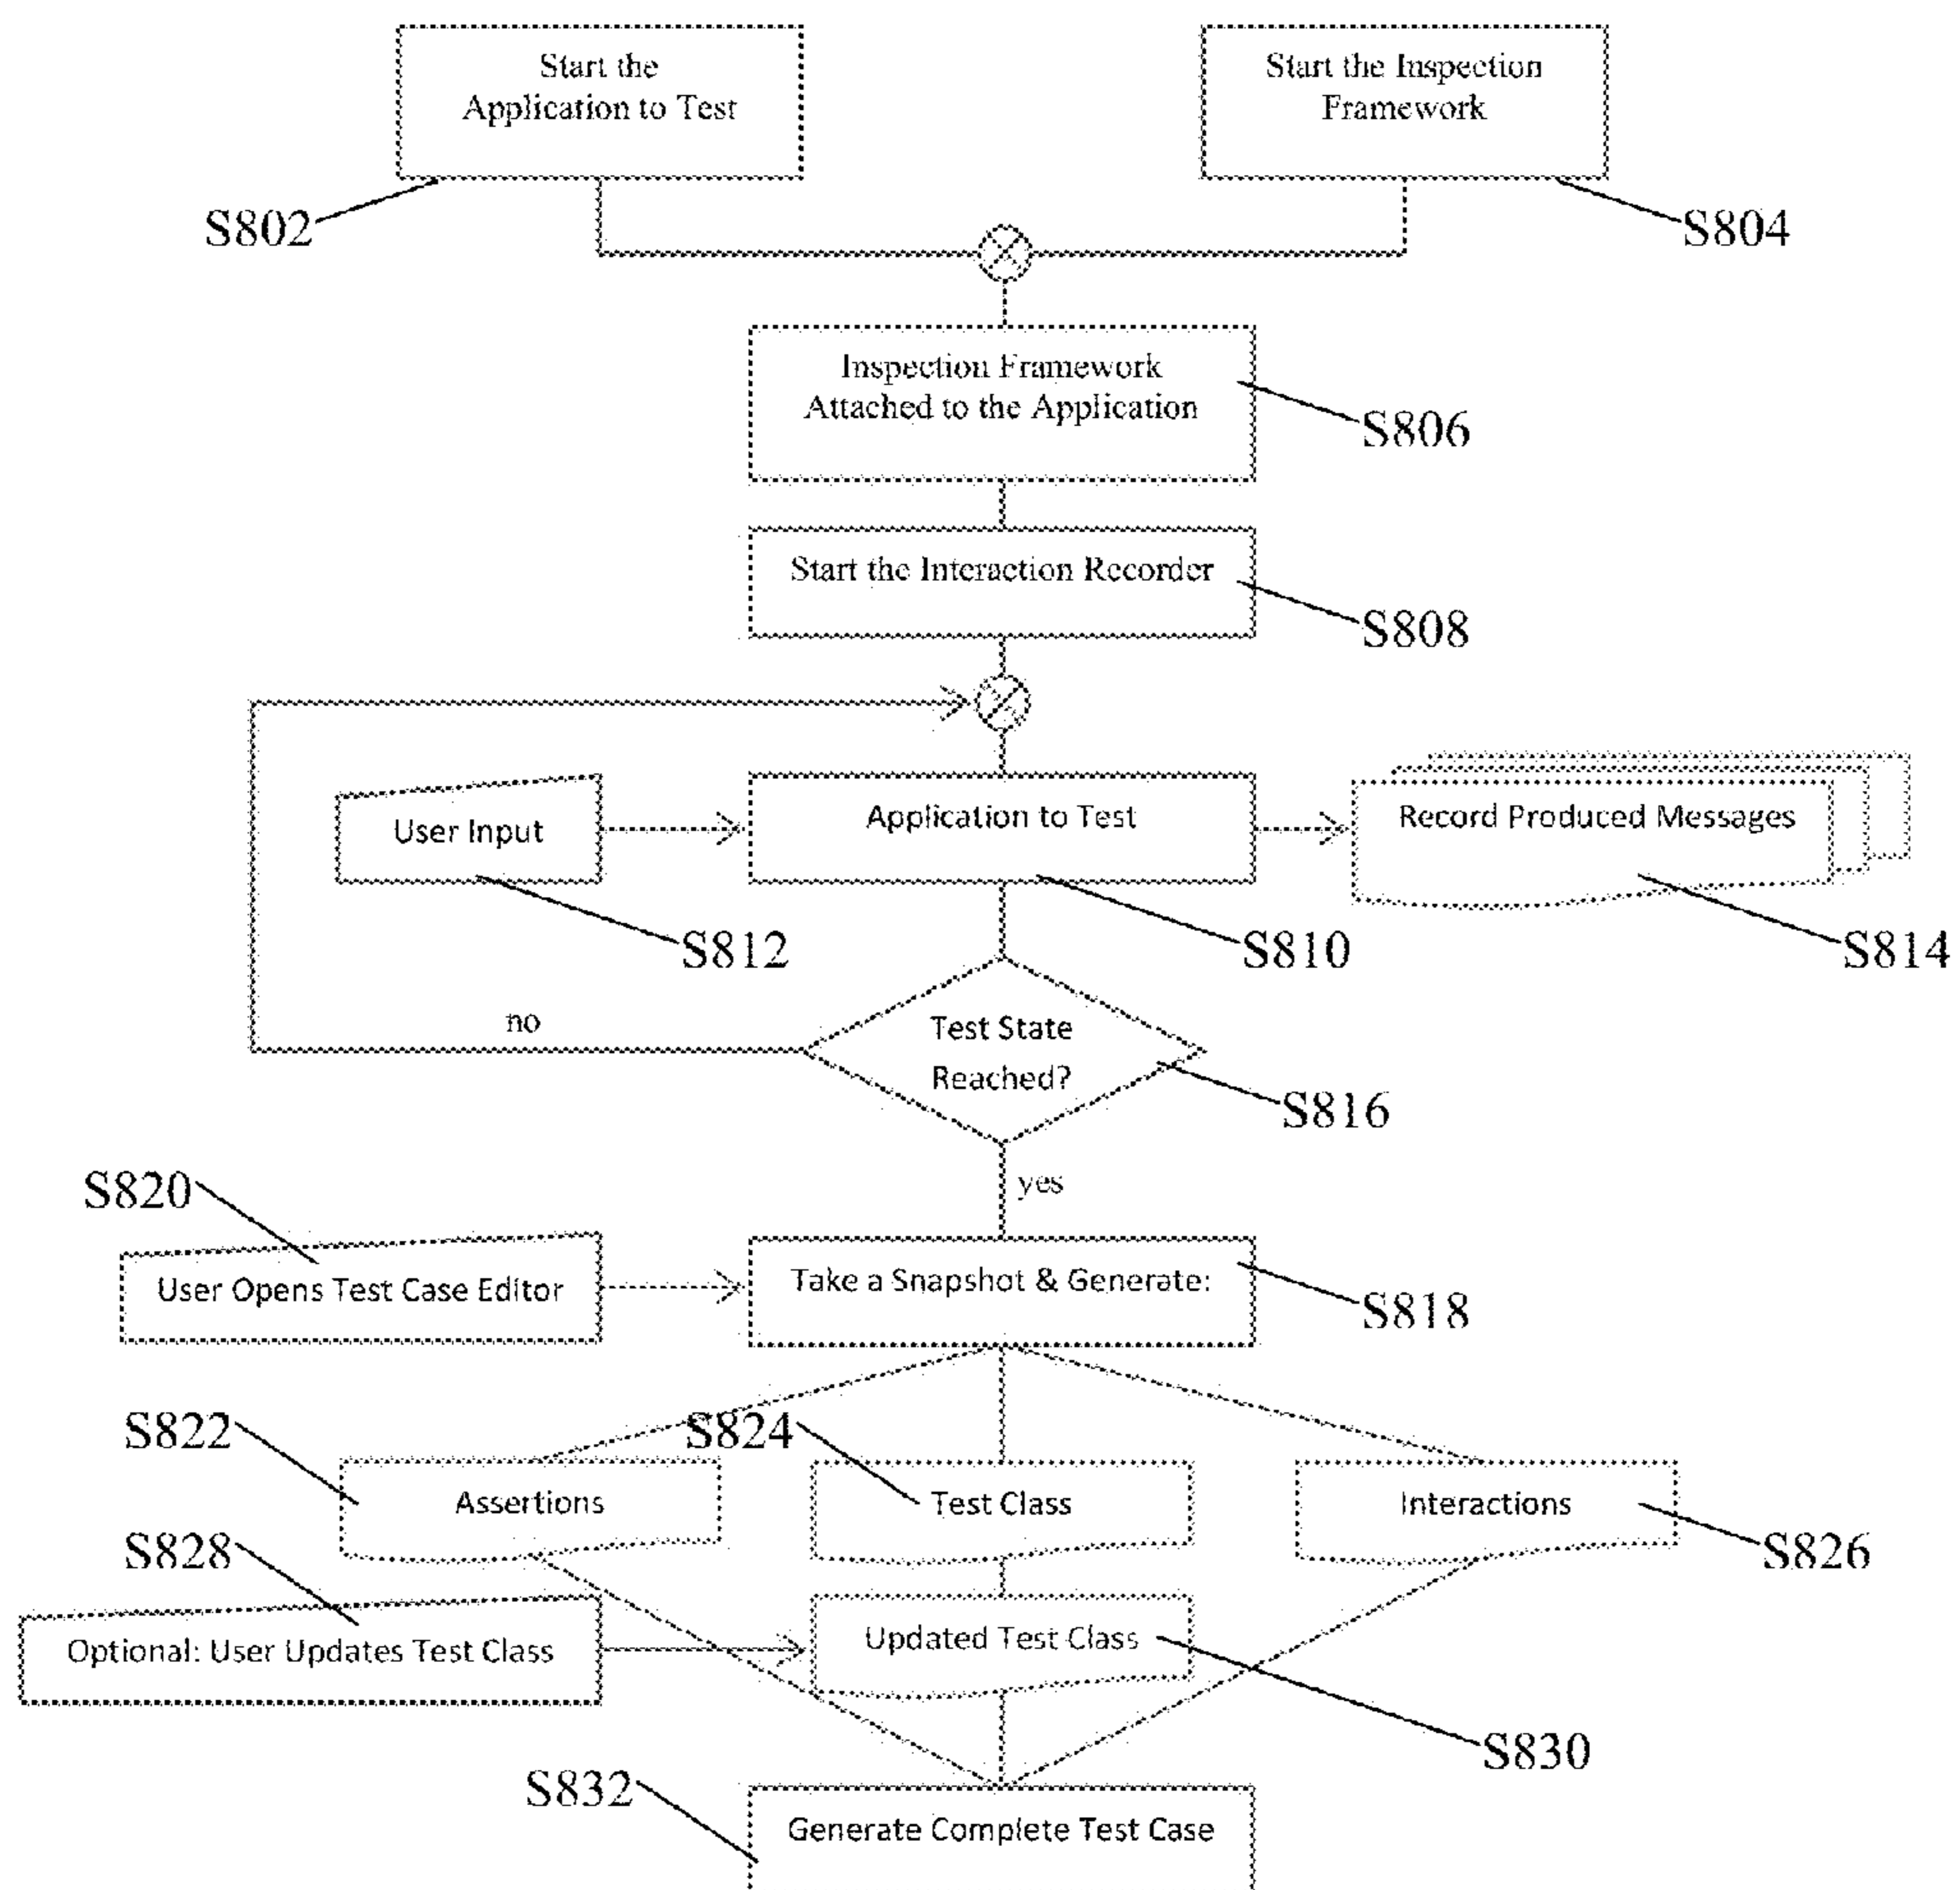 Start the
Application to Test
Start the Inspection
Framework
S802
S804
Inspection Framework
Attached to the Application
S806
Start the Interaction Recorder
S808
User Input
Application to Test
Record Produced Messages
S812
S810
S814
no
Test State
Reached?
S816
yes
S820
User Opens Test Case Editor
Take a Snapshot & Generate:
S818
S822
S824
Assertions
Test Class
Interactions
S826
S828
Optional: User Updates Test Class
Updated Test Class
S830
S832
Generate Complete Test Case